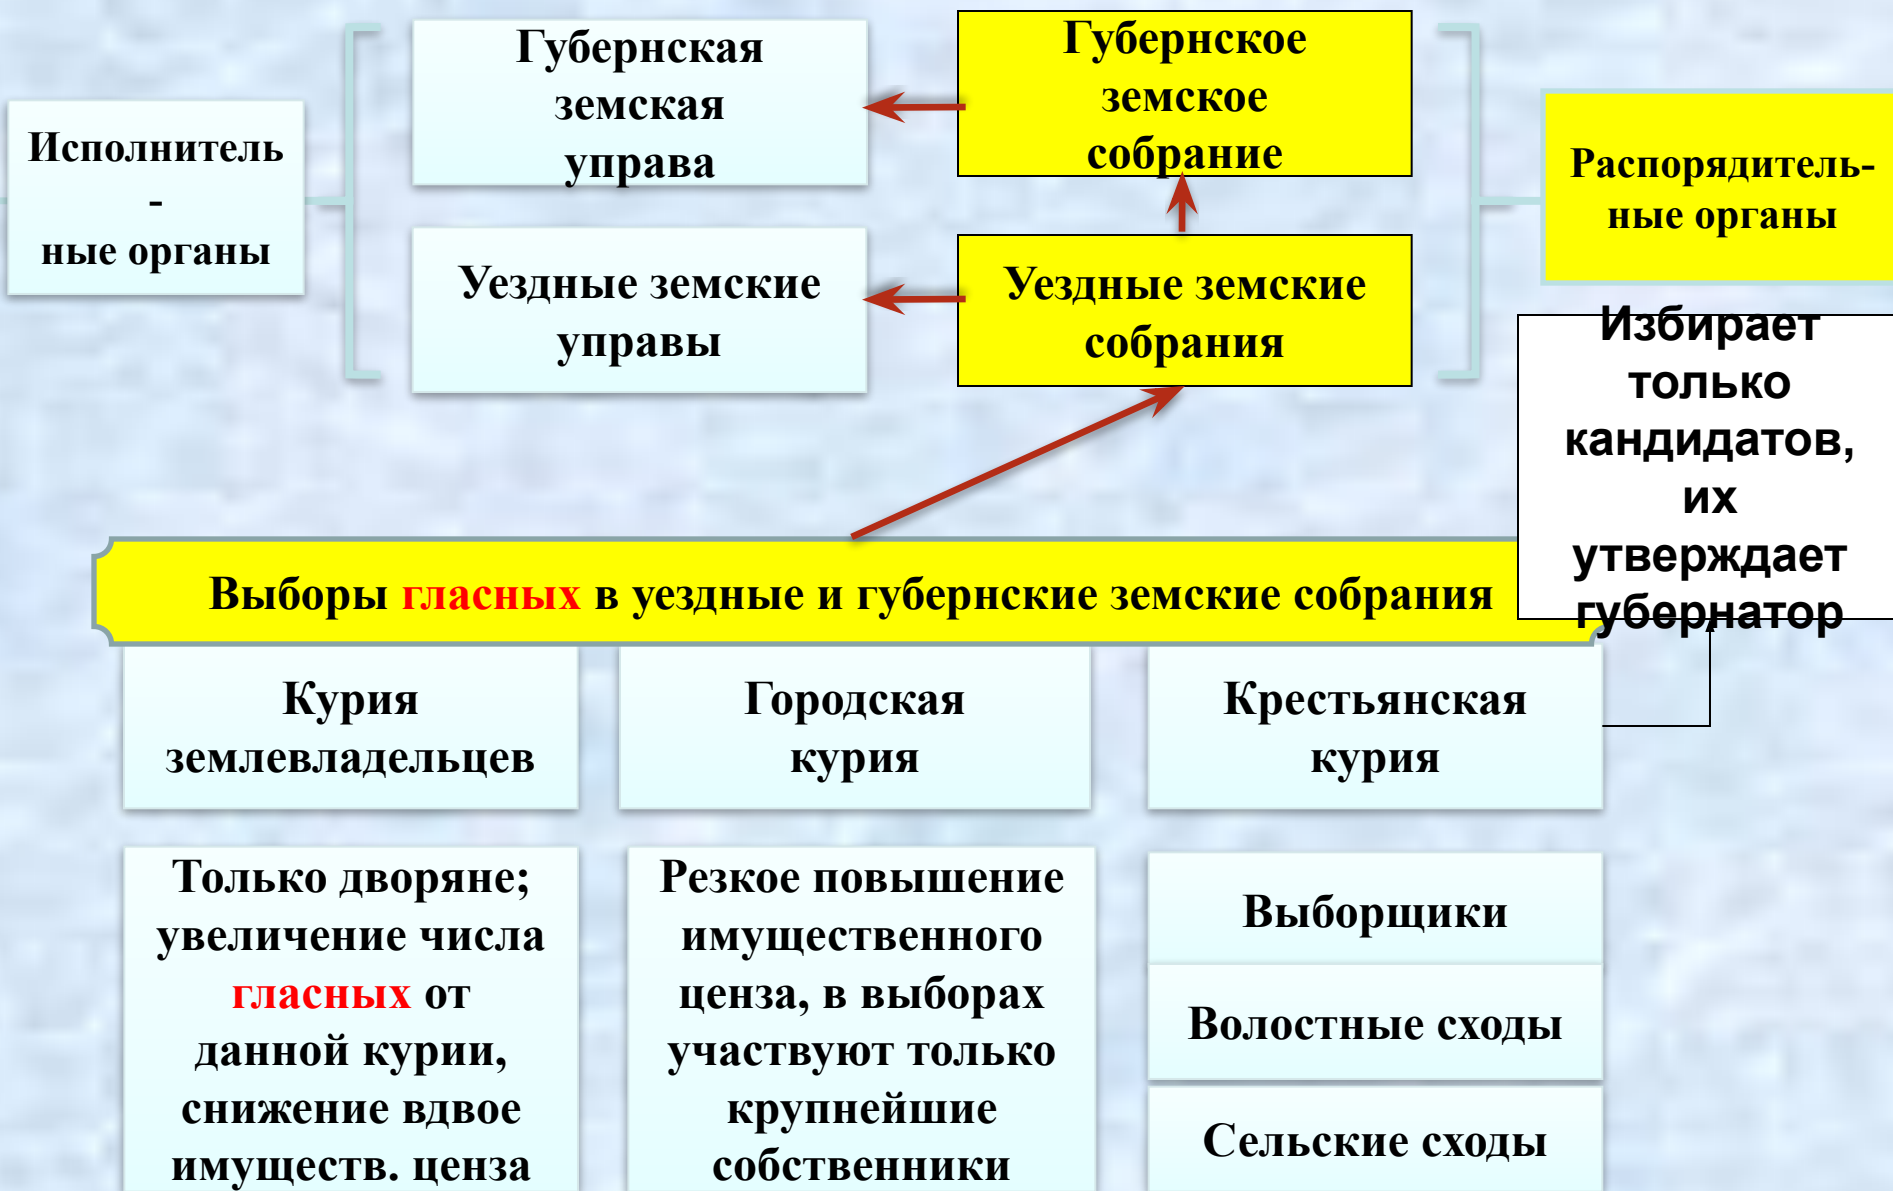 Исполнитель
-
ные органы
Губернская
земская
управа
Губернское
земское
собрание
Распорядитель-
ные органы
Уездные земские
управы
Уездные земские
собрания
Избирает
только
кандидатов,
их
утверждает
губернатор
Выборы гласных в уездные и губернские земские собрания
Курия
землевладельцев
Городская
курия
Крестьянская
курия
Только дворяне;
увеличение числа
гласных от
данной курии,
снижение вдвое
имуществ. ценза
Резкое повышение
имущественного
ценза, в выборах
участвуют только
крупнейшие
собственники
Выборщики
Волостные сходы
Сельские сходы